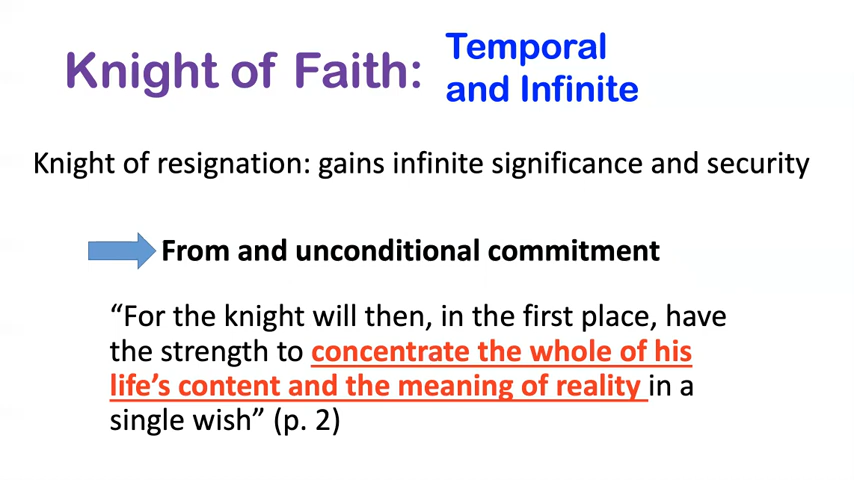 Knight of Faith:
Temporal
and Infinite
Knight of resignation: gains infinite significance and security
From and unconditional commitment
“For the knight will then, in the first place, have
the strength to concentrate the whole of his
life’s content and the meaning of reality in a
single wish” (p. 2)